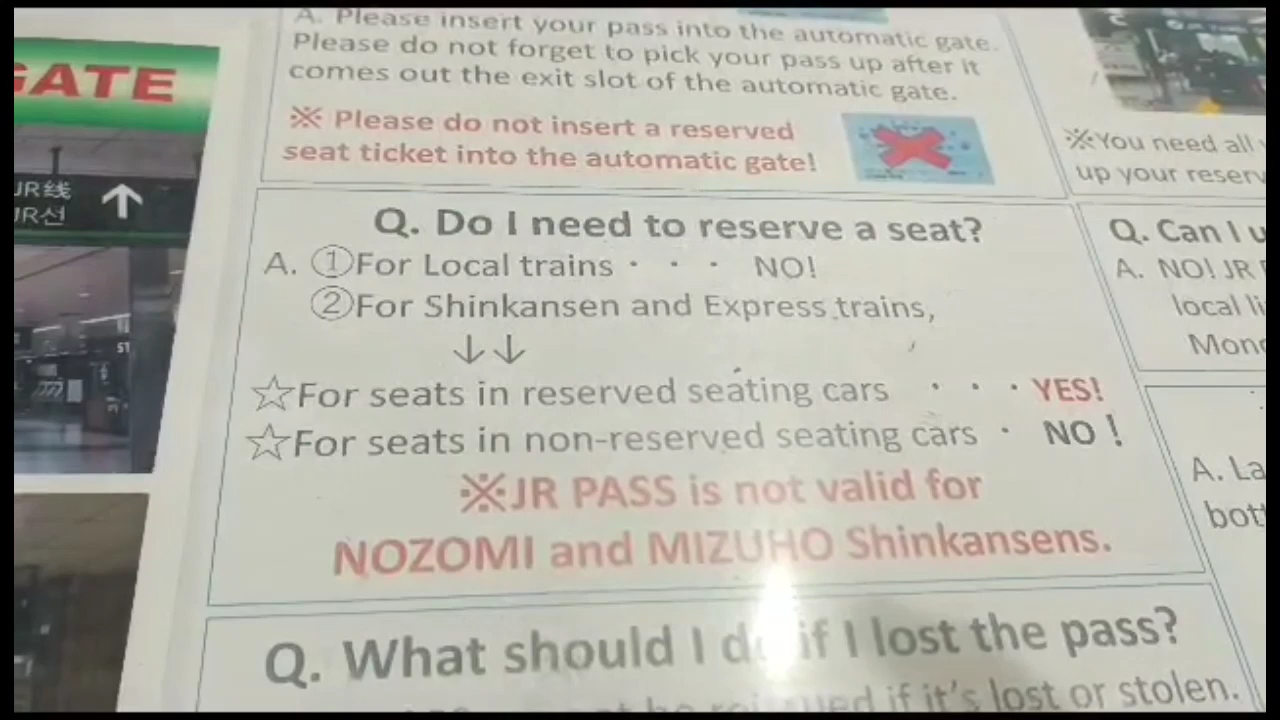 GATE
JR线
JR선
A. Please insert your pass into the automatic gate.
Please do not forget to pick your pass up after it
comes out the exit slot of the automatic gate.
※ Please do not insert a reserved
seat ticket into the automatic gate!
Q. Do I need to reserve a seat?
A. ①For Local trains・・・ NO!
②For Shinkansen and Express trains,
↓↓
☆For seats in reserved seating cars ・・・YES!
☆For seats in non-reserved seating cars ・ NO !
※JR PASS is not valid for
NOZOMI and MIZUHO Shinkansens.
Q. What should I do if I lost the pass?
if it's lost or stolen.
※You need all
up your
Q. Can I
A. NO! JR
local
A.